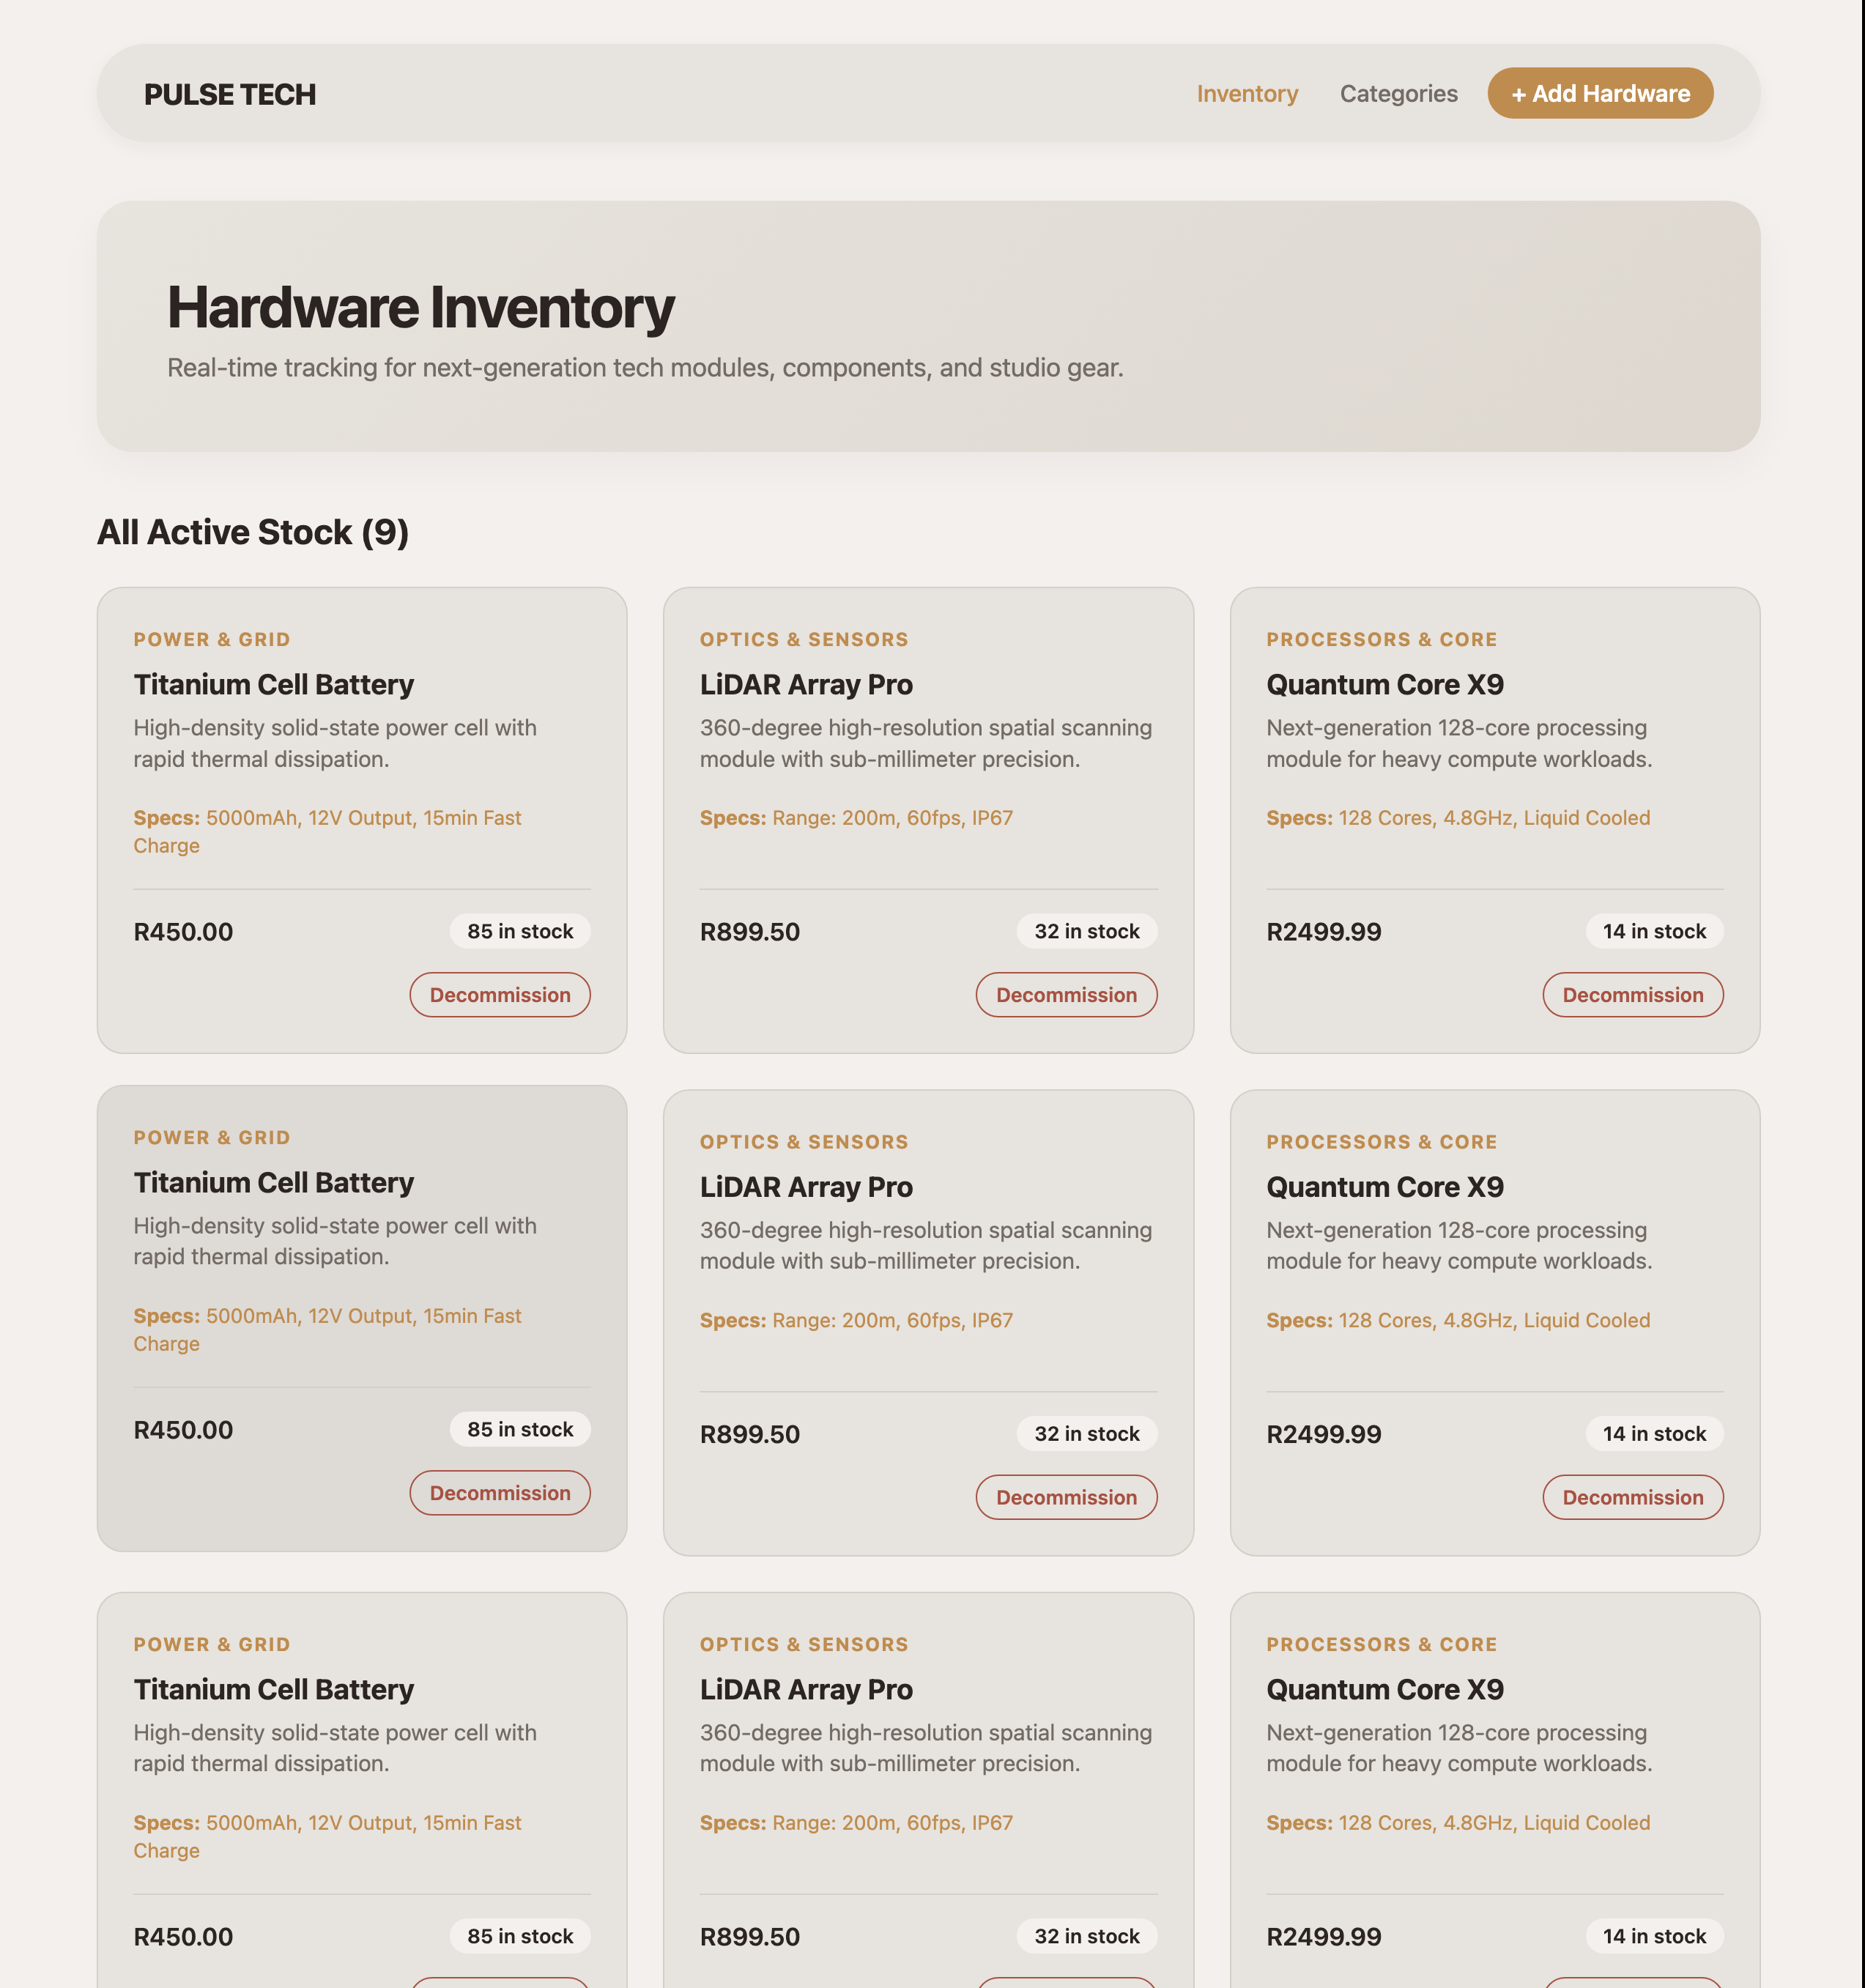 PULSE TECH
Inventory
Categories
+ Add Hardware
Hardware Inventory
Real-time tracking for next-generation tech modules, components, and studio gear.
All Active Stock (9)
POWER & GRID
Titanium Cell Battery
High-density solid-state power cell with
rapid thermal dissipation.
Specs: 5000mAh, 12V Output, 15min Fast
Charge
R450.00
85 in stock
Decommission
OPTICS & SENSORS
LiDAR Array Pro
360-degree high-resolution spatial scanning
module with sub-millimeter precision.
Specs: Range: 200m, 60fps, IP67
R899.50
32 in stock
Decommission
PROCESSORS & CORE
Quantum Core X9
Next-generation 128-core processing
module for heavy compute workloads.
Specs: 128 Cores, 4.8GHz, Liquid Cooled
R2499.99
14 in stock
Decommission
POWER & GRID
Titanium Cell Battery
High-density solid-state power cell with
rapid thermal dissipation.
Specs: 5000mAh, 12V Output, 15min Fast
Charge
R450.00
85 in stock
Decommission
OPTICS & SENSORS
LiDAR Array Pro
360-degree high-resolution spatial scanning
module with sub-millimeter precision.
Specs: Range: 200m, 60fps, IP67
R899.50
32 in stock
Decommission
PROCESSORS & CORE
Quantum Core X9
Next-generation 128-core processing
module for heavy compute workloads.
Specs: 128 Cores, 4.8GHz, Liquid Cooled
R2499.99
14 in stock
Decommission
POWER & GRID
Titanium Cell Battery
High-density solid-state power cell with
rapid thermal dissipation.
Specs: 5000mAh, 12V Output, 15min Fast
Charge
R450.00
85 in stock
OPTICS & SENSORS
LiDAR Array Pro
360-degree high-resolution spatial scanning
module with sub-millimeter precision.
Specs: Range: 200m, 60fps, IP67
R899.50
32 in stock
PROCESSORS & CORE
Quantum Core X9
Next-generation 128-core processing
module for heavy compute workloads.
Specs: 128 Cores, 4.8GHz, Liquid Cooled
R2499.99
14 in stock